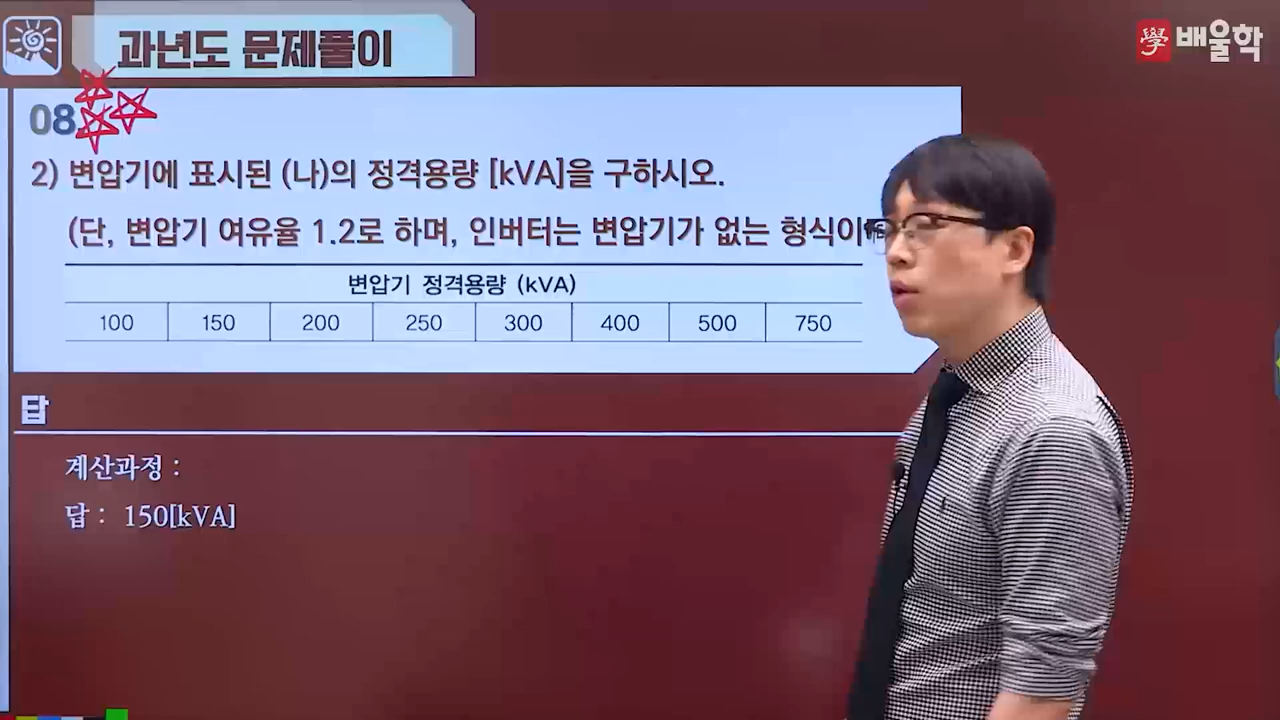 과년도 문제풀이
學 배울학
08
2) 변압기에 표시된 (나)의 정격용량 [kVA]을 구하시오.
(단, 변압기 여유율 1.2로 하며, 인버터는 변압기가 없는 형식이
변압기 정격용량 (kVA)
100 150 200 250 300 400 500 750
답
계산과정 :
답 : 150[kVA]